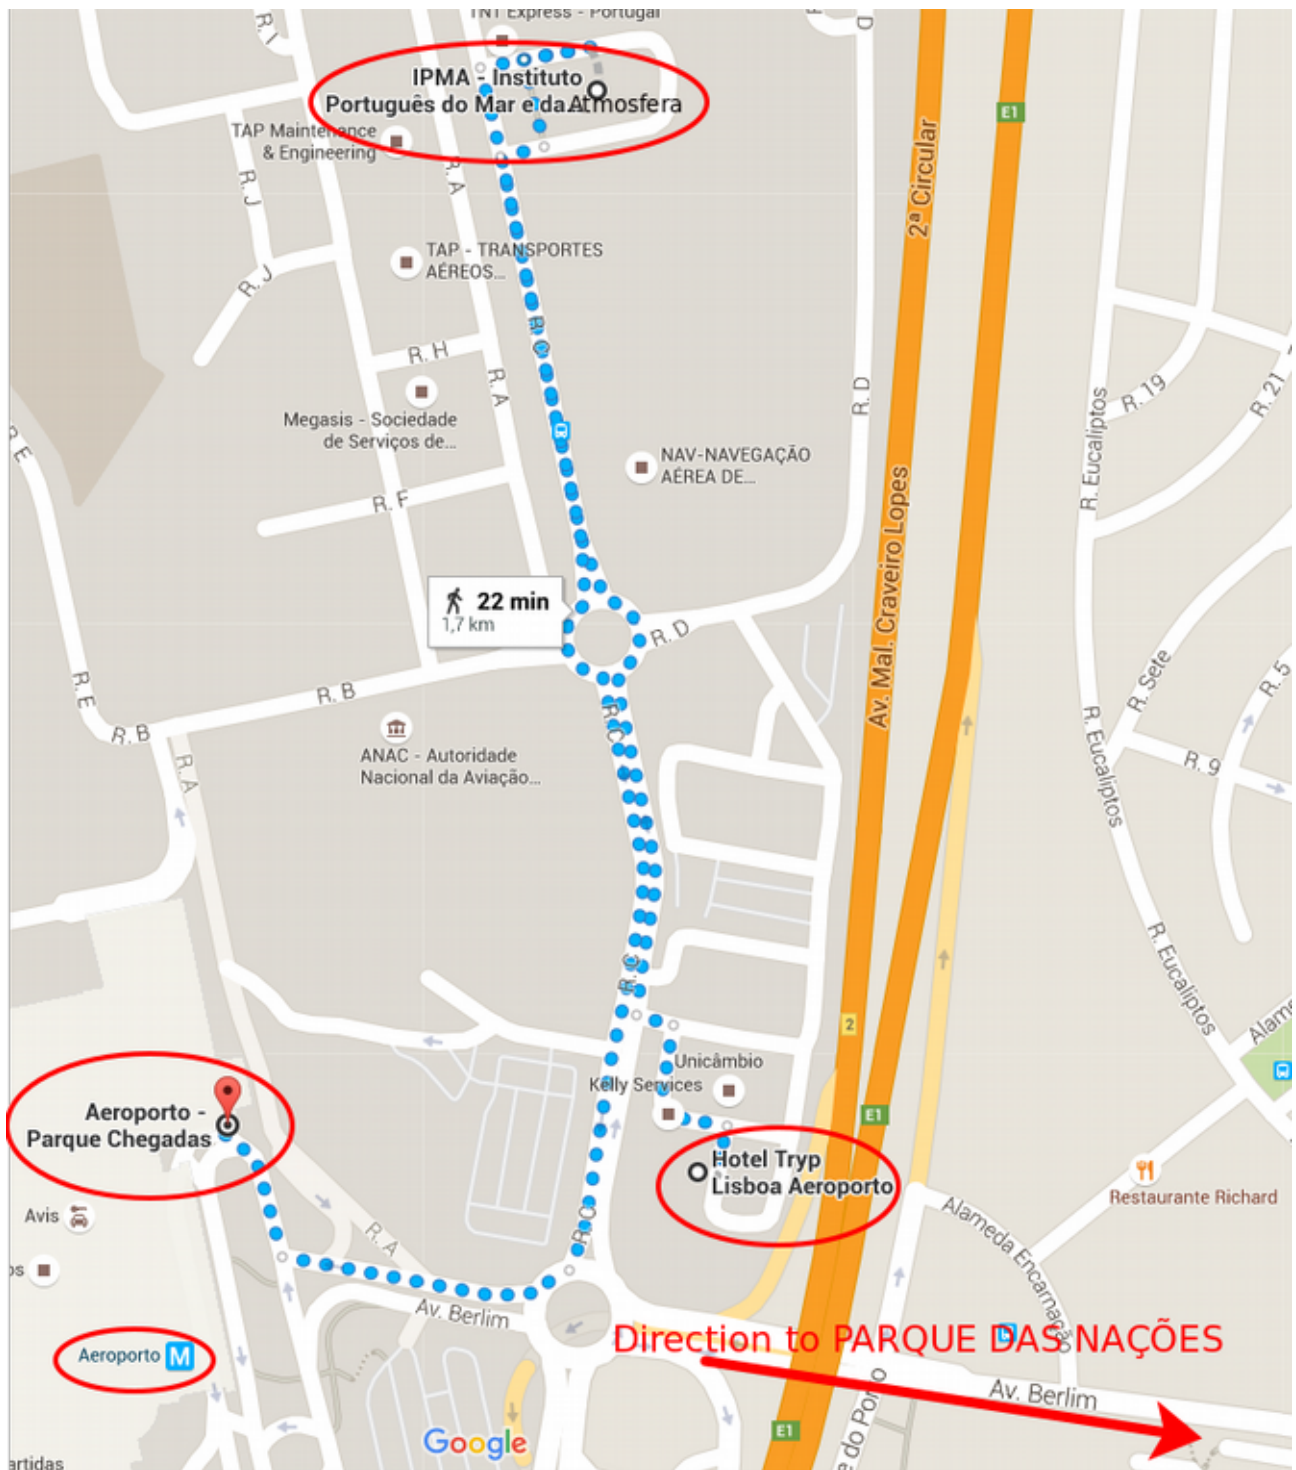 TNT Express - Portugal
R. I
D
IPMA - Instituto
Português do Mar e da...
Atmosfera
E1
TAP Maintenance
& Engineering
R. J
R. A
2ª Circular
TAP - TRANSPORTES
AÉREOS...
R. J
R. C
R. H
R. A
R. D
R. 19
R. 21
Megasis - Sociedade
de Serviços de...
R. Eucaliptos
R. E
NAV-NAVEGAÇÃO
AÉREA DE...
R. F
Av. Mal. Craveiro Lopes
22 min
1,7 km
R. D
R. Sete
R. 5
R. E
R. B
R. B
R. C
R. Eucaliptos
R. A
ANAC - Autoridade
Nacional da Aviação...
R. 9
R. C
R. Eucaliptos
2
Alame
Unicâmbio
Kelly Services
Aeroporto -
Parque Chegadas
E1
Hotel Tryp
Lisboa Aeroporto
Restaurante Richard
Avis
R. A
R. C
Alameda Encarnação
os
Av. Berlim
Direction to PARQUE DAS NAÇÕES
Aeroporto M
Av. Berlim
e do Porto
E1
Google
artidas